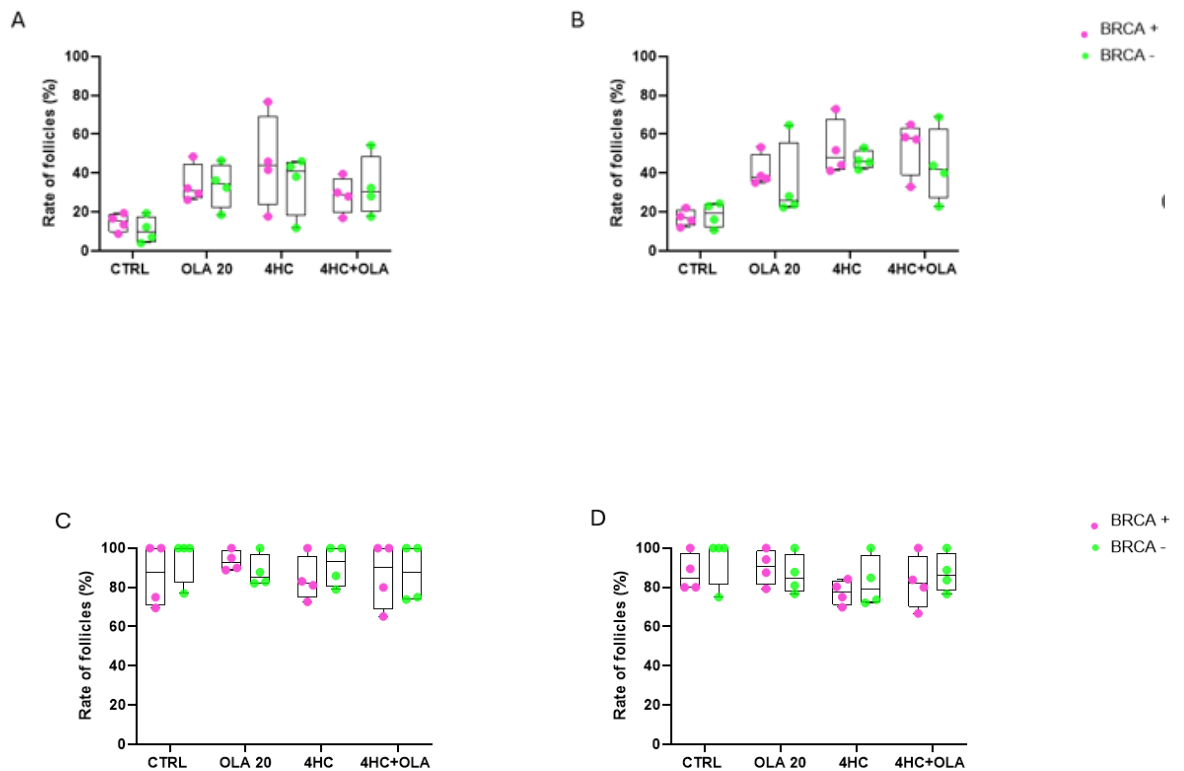 A
B
BRCA +
BRCA -
Rate of follicles (%)
100
80
60
40
20
0
CTRL OLA 20 4HC 4HC+OLA
Rate of follicles (%)
100
80
60
40
20
0
CTRL OLA 20 4HC 4HC+OLA
C
D
BRCA +
BRCA -
Rate of follicles (%)
100
80
60
40
20
0
CTRL OLA 20 4HC 4HC+OLA
Rate of follicles (%)
100
80
60
40
20
0
CTRL OLA 20 4HC 4HC+OLA